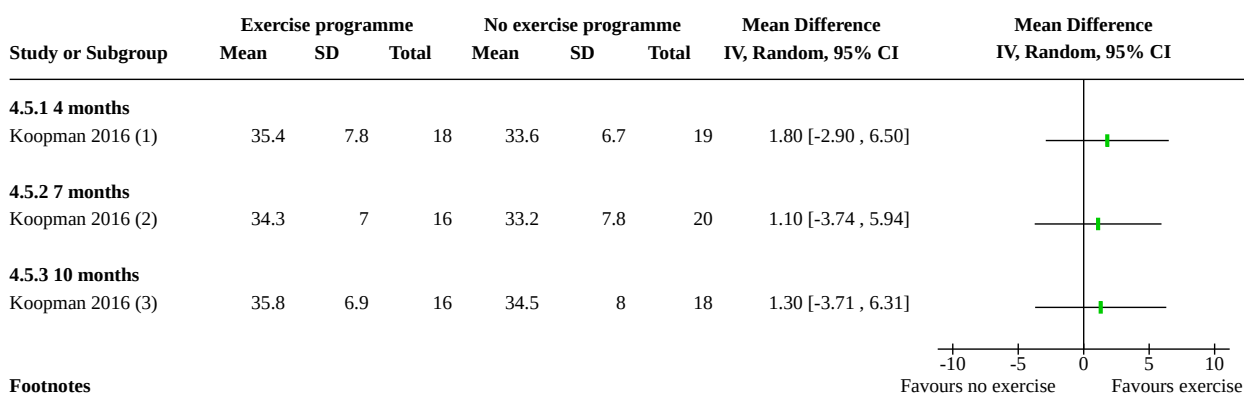 Exercise programme No exercise programme Mean Difference Mean Difference
Study or Subgroup Mean SD Total Mean SD Total IV, Random, 95% CI IV, Random, 95% CI
4.5.1 4 months
Koopman 2016 (1) 35.4 7.8 18 33.6 6.7 19 1.80 [-2.90 , 6.50]
4.5.2 7 months
Koopman 2016 (2) 34.3 7 16 33.2 7.8 20 1.10 [-3.74 , 5.94]
4.5.3 10 months
Koopman 2016 (3) 35.8 6.9 16 34.5 8 18 1.30 [-3.71 , 6.31]
-10 -5 0 5 10
Footnotes Favours no exercise Favours exercise